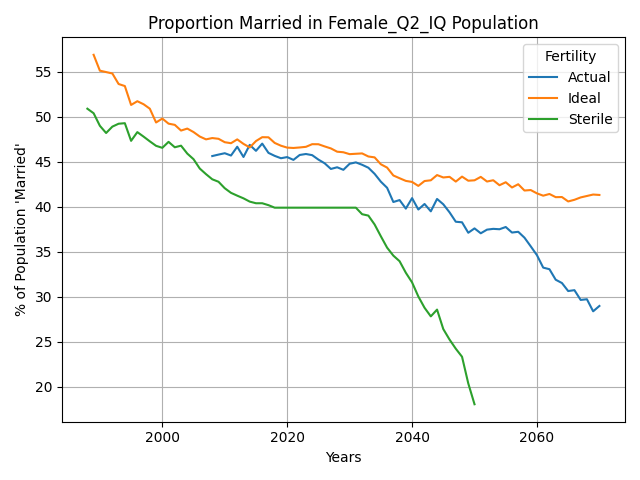 Proportion Married in Female_Q2_IQ Population
% of Population 'Married'
55
50
45
40
35
30
25
20
Fertility
Actual
Ideal
Sterile
2000
2020
2040
2060
Years